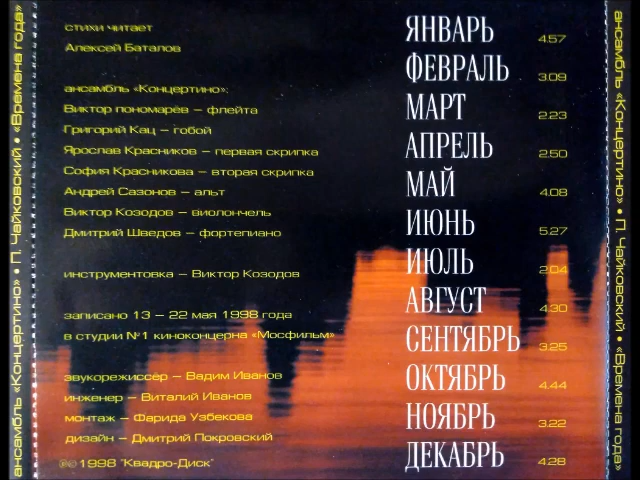 ансамбль «Концертино» • П. Чайковский • «Времена года»
стихи читает
Алексей Баталов
ансамбль «Концертино»:
Виктор пономарёв – флейта
Григорий Кац – гобой
Ярослав Красников – первая скрипка
София Красникова – вторая скрипка
Андрей Сазонов – альт
Виктор Козодов – виолончель
Дмитрий Шведов – фортепиано
инструментовка – Виктор Козодов
записано 13 – 22 мая 1998 года
в студии №1 киноконцерна «Мосфильм»
звукорежиссёр – Вадим Иванов
инженер – Виталий Иванов
монтаж – Фарида Узбекова
дизайн – Дмитрий Покровский
℗© 1998 "Квадро-Диск"
ЯНВАРЬ 4.57
ФЕВРАЛЬ 3.09
МАРТ 2.23
АПРЕЛЬ 2.50
МАЙ 4.08
ИЮНЬ 5.27
ИЮЛЬ 2.04
АВГУСТ 4.30
СЕНТЯБРЬ 3.25
ОКТЯБРЬ 4.44
НОЯБРЬ 3.22
ДЕКАБРЬ 4.28
ансамбль «Концертино» • П. Чайковский • «Времена года»